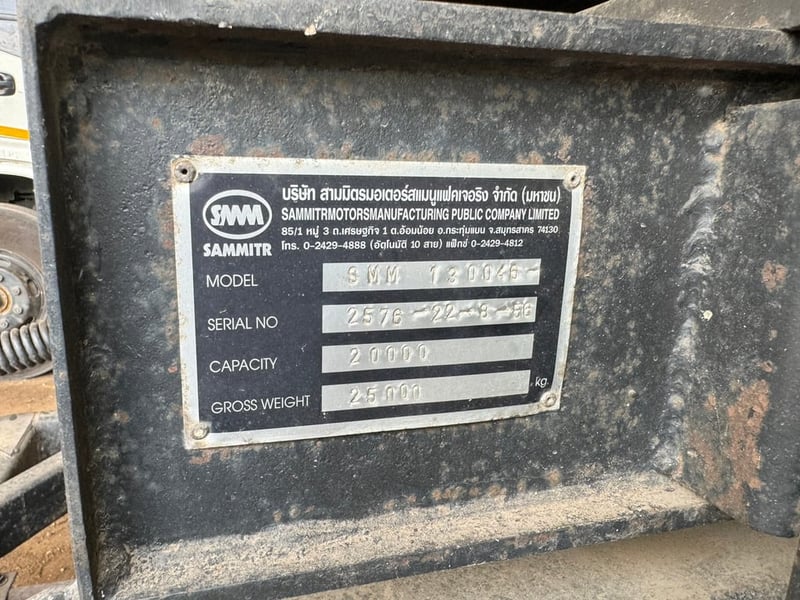 SMM
SAMMITR
บริษัท สามมิตรมอเตอร์สแมนูแฟคเจอริง จำกัด (มหาชน)
SAMMITRMOTORSMANUFACTURING PUBLIC COMPANY LIMITED
85/1 หมู่ 3 ถ.เศรษฐกิจ 1 ต.อ้อมน้อย อ.กระทุ่มแบน จ.สมุทรสาคร 74130
โทร. 0-2429-4888 (อัตโนมัติ 10 สาย) แฟ็กซ์ 0-2429-4812
MODEL SMM 130046-
SERIAL NO 2576-22-8-56
CAPACITY 20000
GROSS WEIGHT 25000 kg.